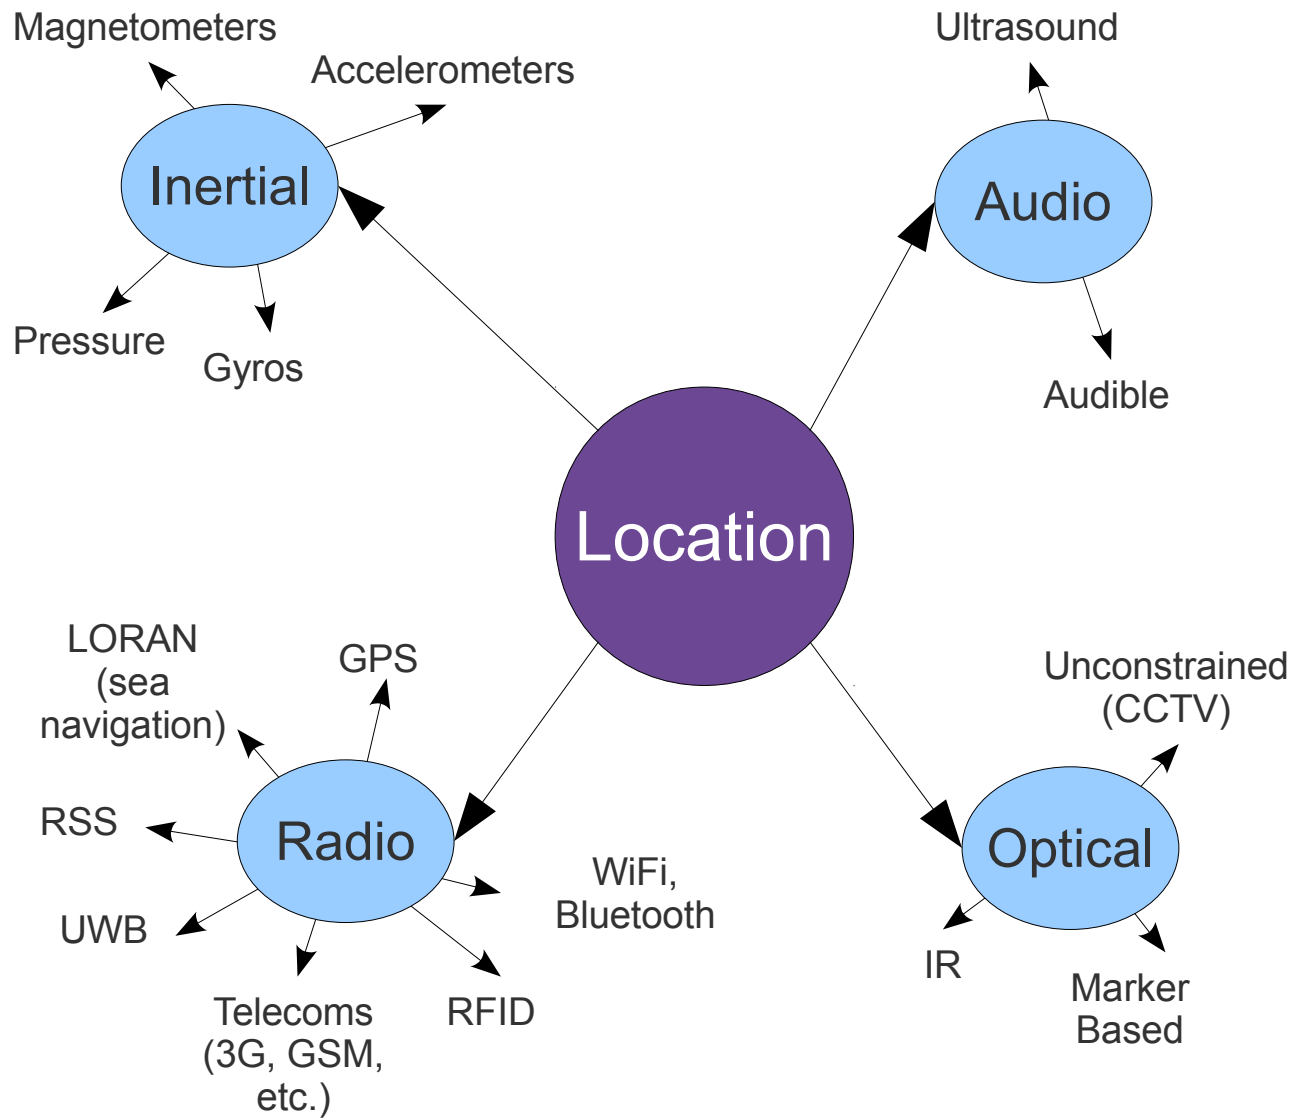 Magnetometers
Accelerometers
Inertial
Pressure
Gyros
Ultrasound
Audio
Audible
Location
LORAN
(sea
navigation)
GPS
RSS
Radio
UWB
WiFi,
Bluetooth
Telecoms
(3G, GSM,
etc.)
RFID
Unconstrained
(CCTV)
Optical
IR
Marker
Based